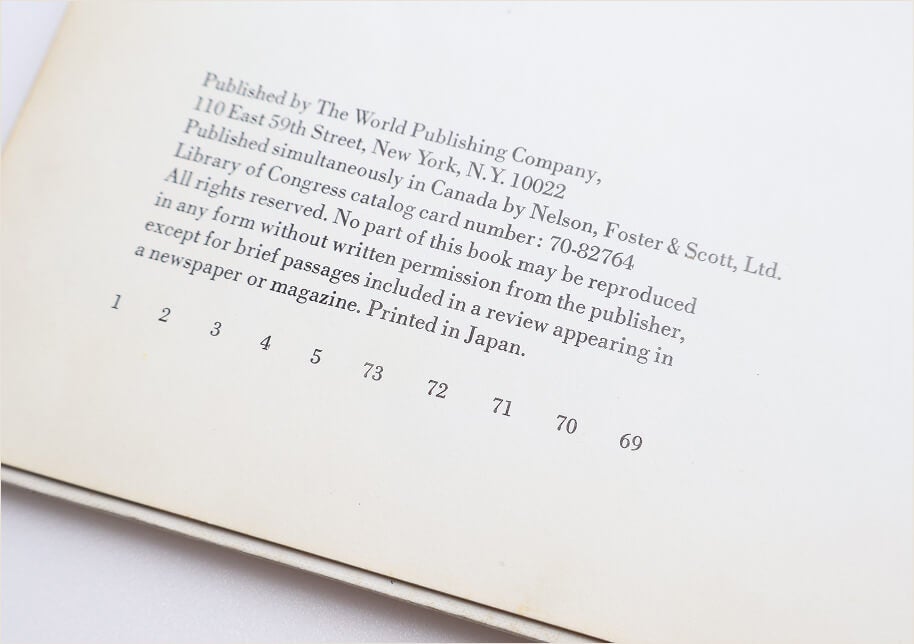 Published by The World Publishing Company,
110 East 59th Street, New York, N.Y. 10022
Published simultaneously in Canada by Nelson, Foster & Scott, Ltd.
Library of Congress catalog card number: 70-82764
All rights reserved. No part of this book may be reproduced
in any form without written permission from the publisher,
except for brief passages included in a review appearing in
a newspaper or magazine. Printed in Japan.
1 2 3 4 5 73 72 71 70 69